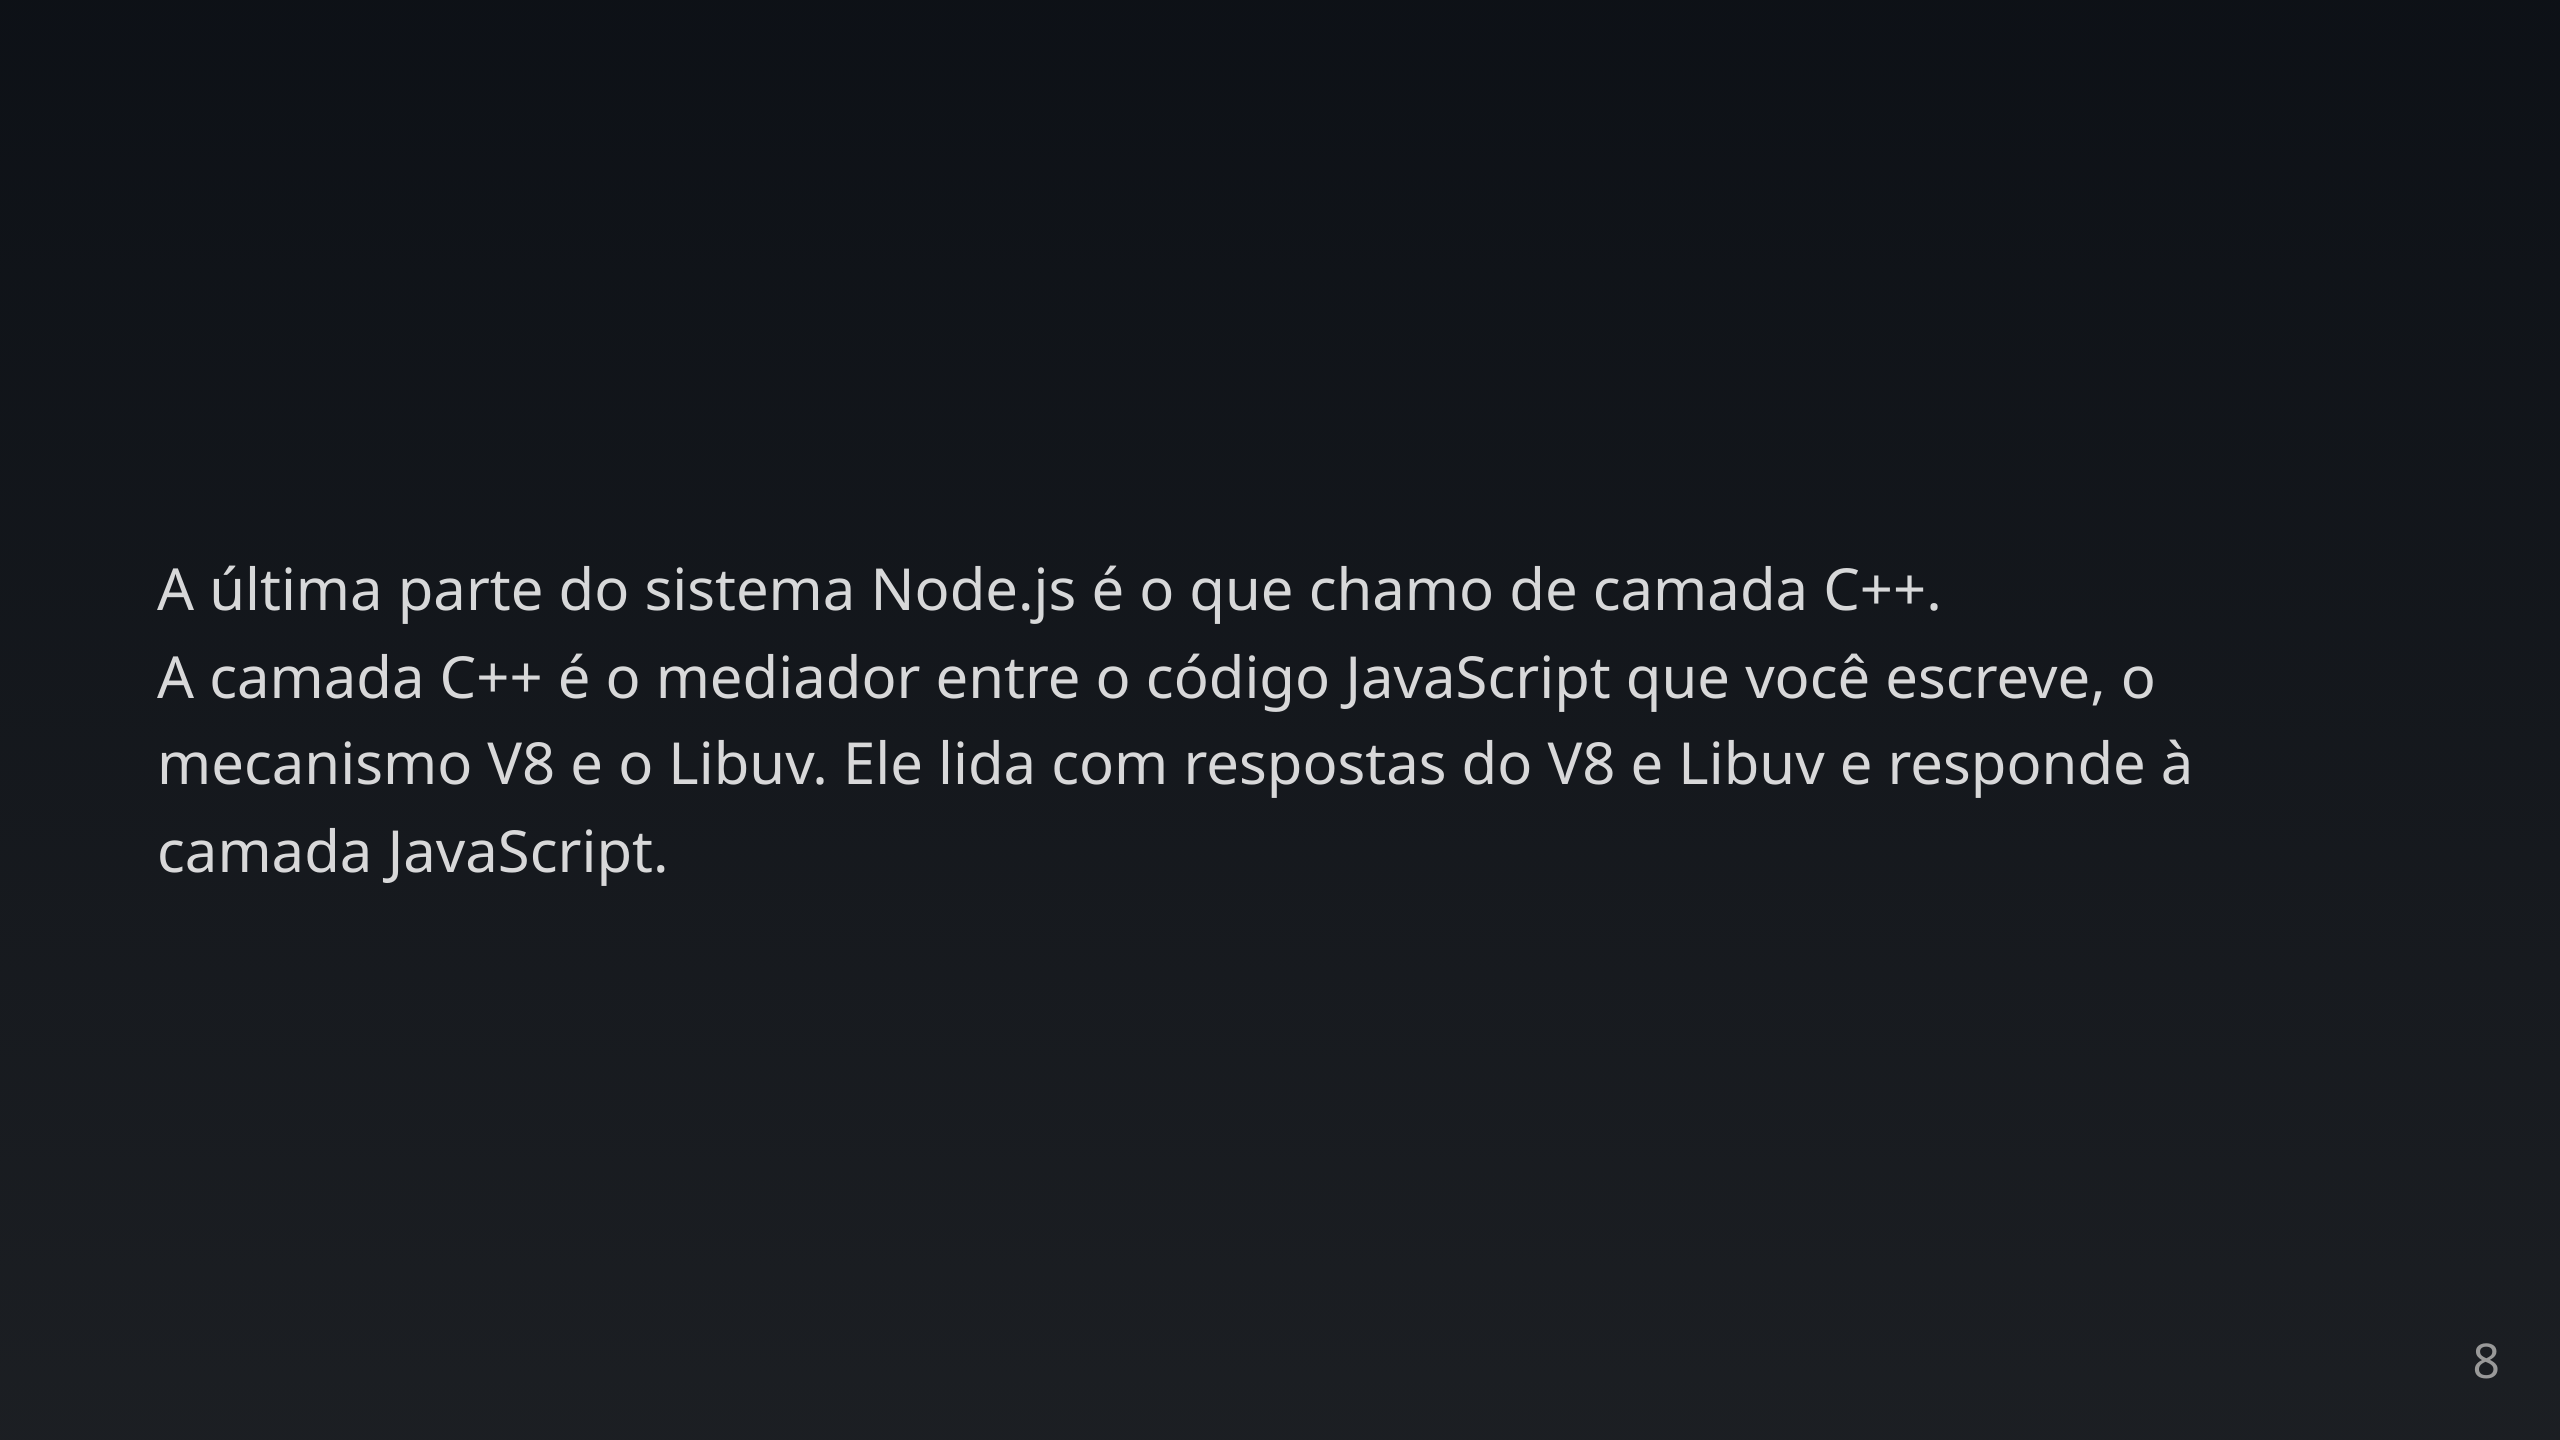 A última parte do sistema Node.js é o que chamo de camada C++.
A camada C++ é o mediador entre o código JavaScript que você escreve, o
mecanismo V8 e o Libuv. Ele lida com respostas do V8 e Libuv e responde à
camada JavaScript.
8